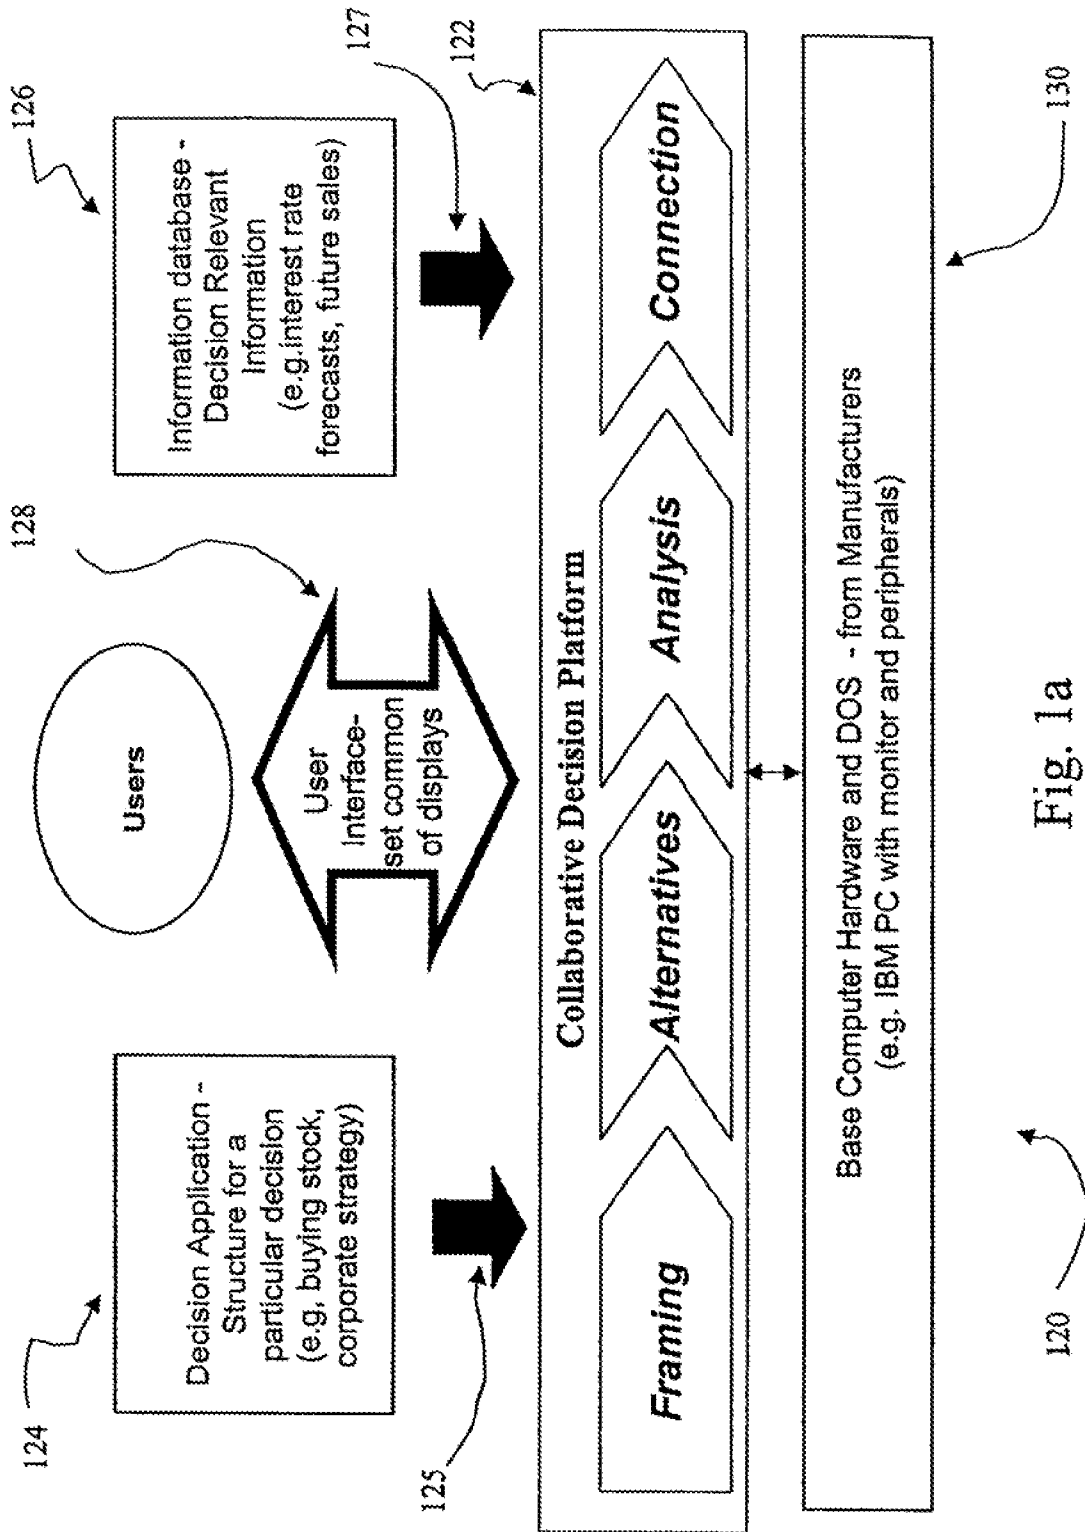 124
Decision Application -
Structure for a
particular decision
(e.g, buying stock,
corporate strategy)
125
Users
User
Interface-
set common
of displays
128
126
Information database -
Decision Relevant
Information
(e.g.interest rate
forecasts, future sales)
127
122
Collaborative Decision Platform
Framing
Alternatives
Analysis
Connection
Base Computer Hardware and DOS - from Manufacturers
(e.g. IBM PC with monitor and peripherals)
130
120
Fig. 1a